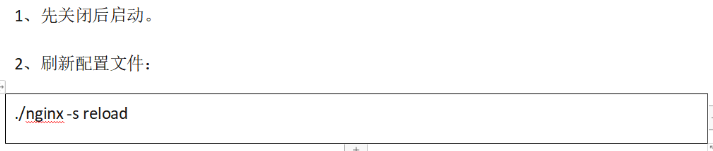 1、先关闭后启动。
2、刷新配置文件：
./nginx -s reload